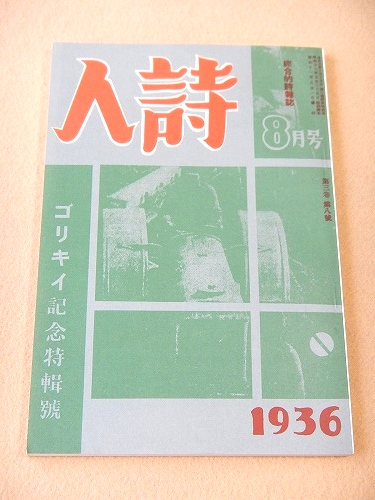 詩人
綜合的詩雑誌
8月号
第三巻 第八號
ゴリキイ記念特輯號
1936